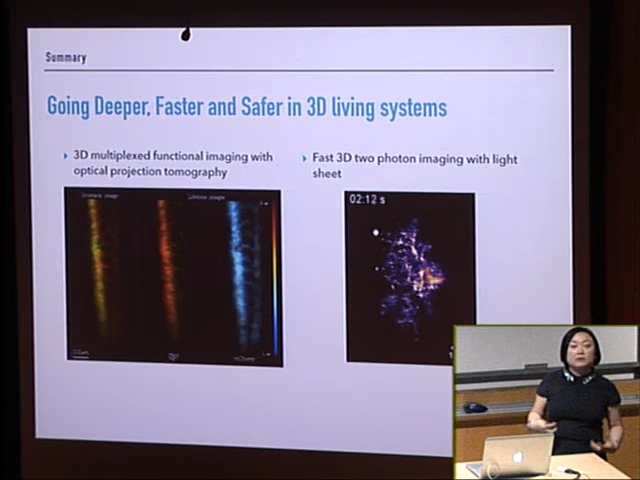 Summary
Going Deeper, Faster and Safer in 3D living systems
3D multiplexed functional imaging with
optical projection tomography
Fast 3D two photon imaging with light
sheet
02:12 s